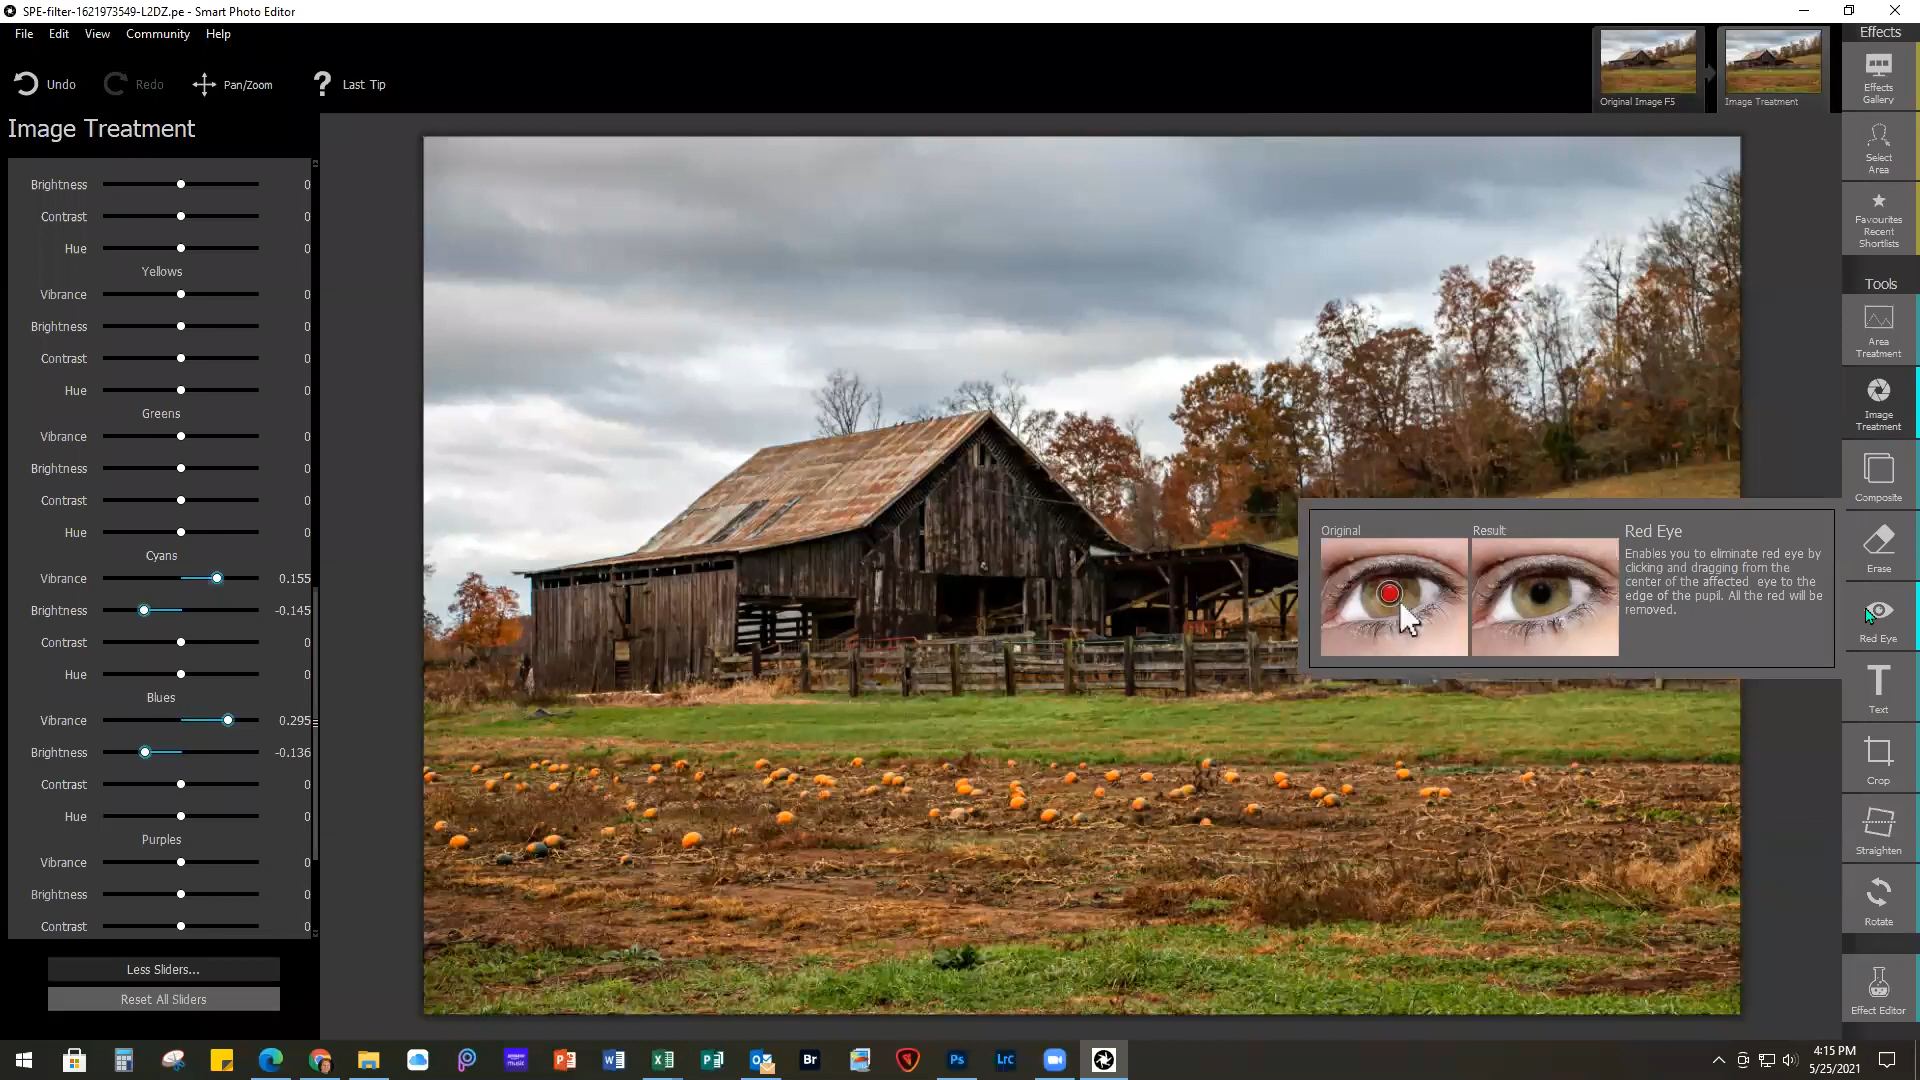 SPE-filter-1621973549-L2DZ.pe - Smart Photo Editor
File Edit View Community Help
Undo Redo Pan/Zoom ? Last Tip
Original Image F5 Image Treatment
Image Treatment
Brightness 0
Contrast 0
Hue 0
Yellows
Vibrance 0
Brightness 0
Contrast 0
Hue 0
Greens
Vibrance 0
Brightness 0
Contrast 0
Hue 0
Cyans
Vibrance 0.155
Brightness -0.145
Contrast 0
Hue 0
Blues
Vibrance 0.295
Brightness -0.136
Contrast 0
Hue 0
Purples
Vibrance 0
Brightness 0
Contrast 0
Less Sliders...
Reset All Sliders
Original Result Red Eye
Enables you to eliminate red eye by
clicking and dragging from the
center of the affected eye to the
edge of the pupil. All the red will be
removed.
Effects
Effects
Gallery
Select
Area
Favourites
Recent
Shortlists
Tools
Area
Treatment
Image
Treatment
Composite
Erase
Red Eye
T
Text
Crop
Straighten
Rotate
Effect Editor
Br Ps Lrc
4:15 PM
5/25/2021